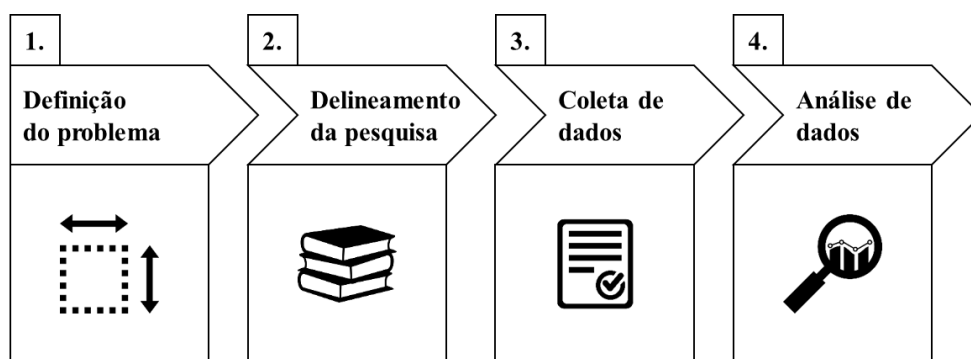 1.
Definição
do problema
2.
Delineamento
da pesquisa
3.
Coleta de
dados
4.
Análise de
dados